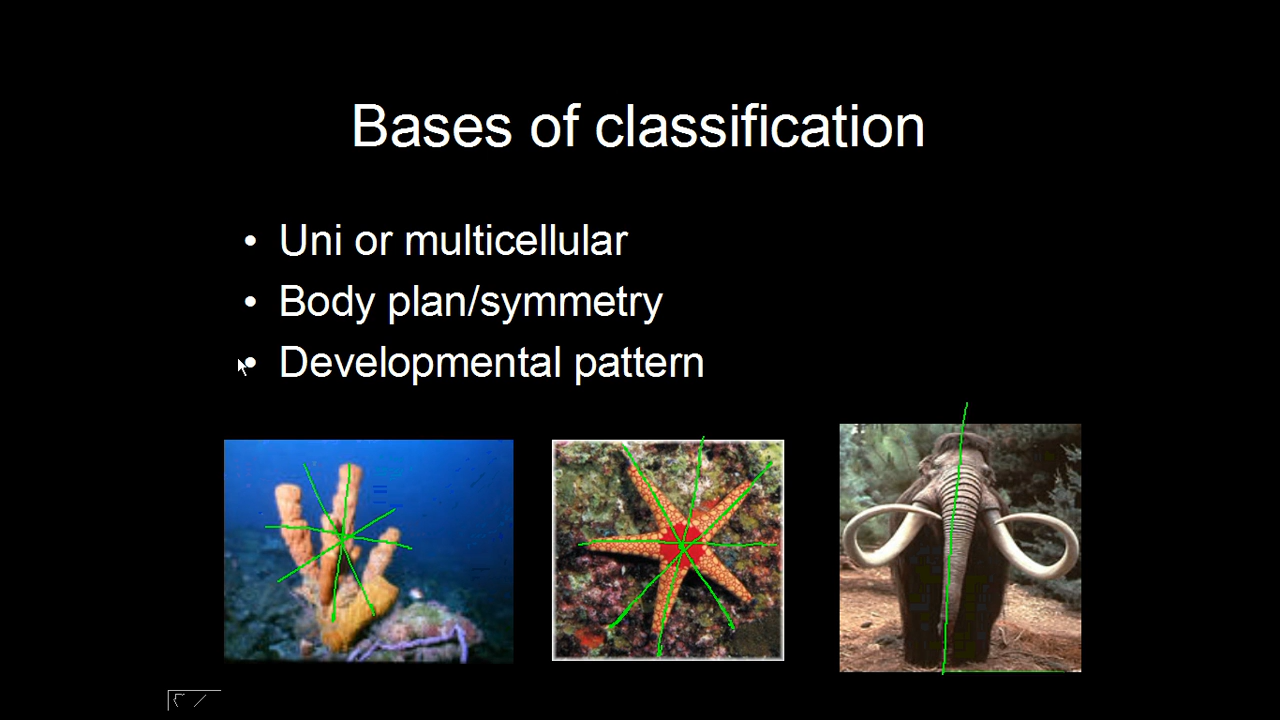 Bases of classification
• Uni or multicellular
• Body plan/symmetry
• Developmental pattern